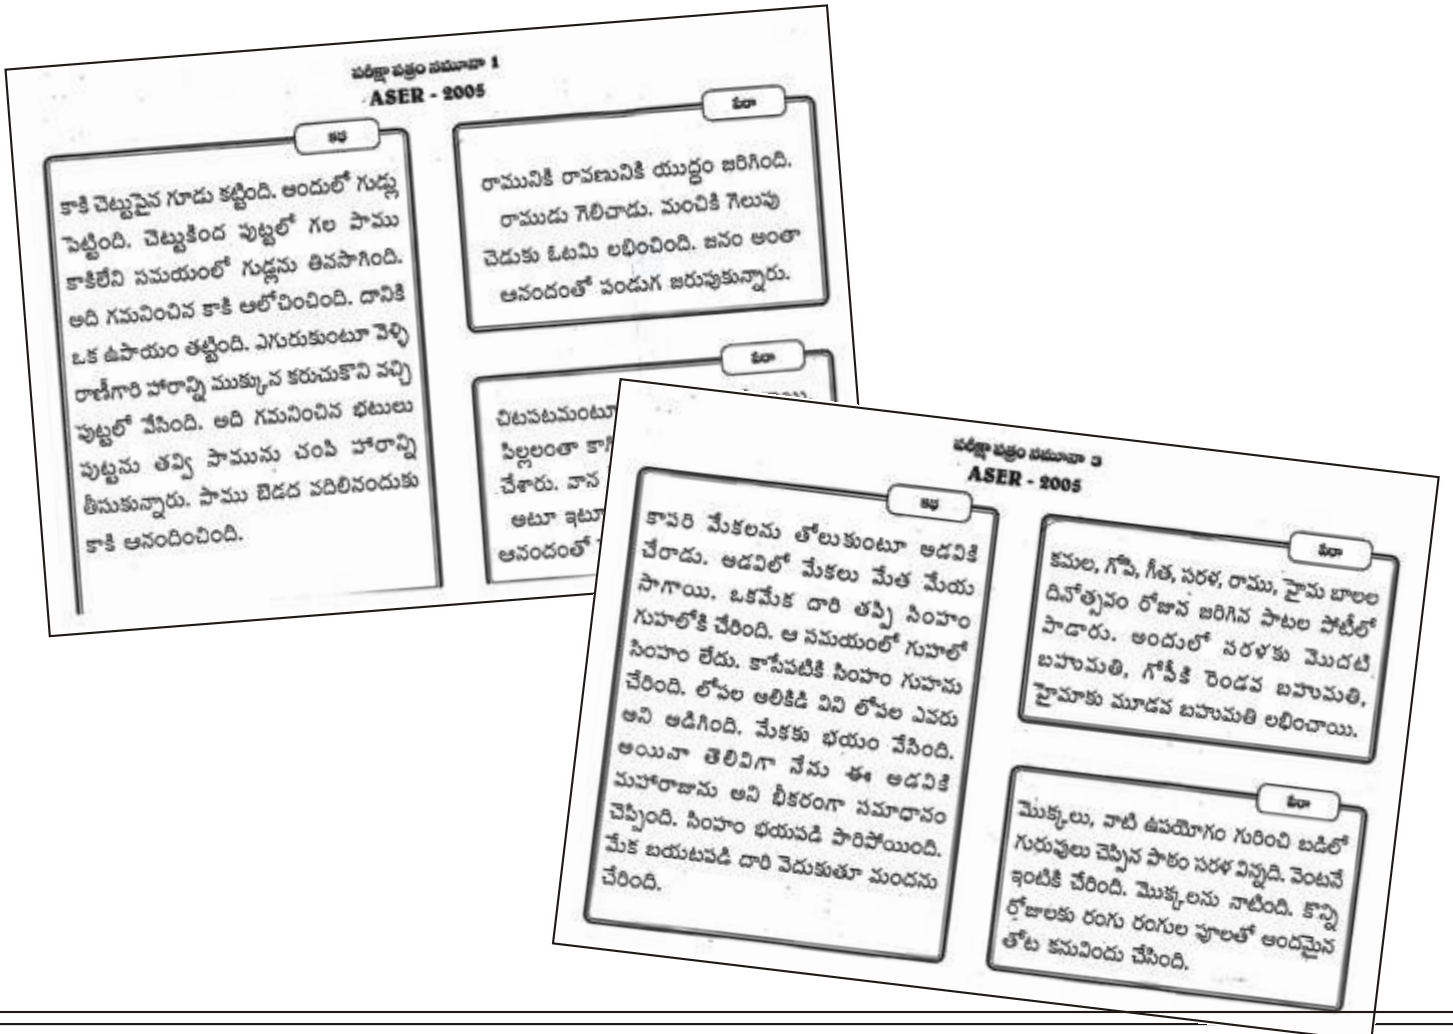 పరీక్షా పత్రం నమూనా 1
ASER - 2005
కథ
కాకి చెట్టుపైన గూడు కట్టింది. అందులో గుడ్లు
పెట్టింది. చెట్టుకింద పుట్టలో గల పాము
కాకిలేని సమయంలో గుడ్లను తినసాగింది.
అది గమనించిన కాకి ఆలోచించింది. దానికి
ఒక ఉపాయం తట్టింది. ఎగురుకుంటూ వెళ్ళి
రాణీగారి హారాన్ని ముక్కున కరుచుకొని వచ్చి
పుట్టలో వేసింది. అది గమనించిన భటులు
పుట్టను తవ్వి పామును చంపి హారాన్ని
తీసుకున్నారు. పాము బెడద వదిలినందుకు
కాకి ఆనందించింది.
పేరా
రామునికి రావణునికి యుద్ధం జరిగింది.
రాముడు గెలిచాడు. మంచికి గెలుపు
చెడుకు ఓటమి లభించింది. జనం అంతా
ఆనందంతో పండుగ జరుపుకున్నారు.
పేరా
చిటపటమంటూ
పిల్లలంతా
చేశారు. వాన
అటూ ఇటూ
ఆనందంతో
పరీక్షా పత్రం నమూనా 3
ASER - 2005
కథ
కాపరి మేకలను తోలుకుంటూ అడవికి
చేరాడు. అడవిలో మేకలు మేత మేయ
సాగాయి. ఒకమేక దారి తప్పి సింహం
గుహలోకి చేరింది. ఆ సమయంలో గుహలో
సింహం లేదు. కాసేపటికి సింహం గుహను
చేరింది. లోపల అలికిడి విని లోపల ఎవరు
అని అడిగింది. మేకకు భయం వేసింది.
అయినా తెలివిగా నేను ఈ అడవికి
మహారాజును అని భీకరంగా సమాధానం
చెప్పింది. సింహం భయపడి పారిపోయింది.
మేక బయటపడి దారి వెదుకుతూ మందను
చేరింది.
పేరా
కమల, గోపి, గీత, సరళ, రాము, హైమ బాలల
దినోత్సవం రోజున జరిగిన పాటల పోటీలో
పాడారు. అందులో సరళకు మొదటి
బహుమతి, గోపీకి రెండవ బహుమతి,
హైమాకు మూడవ బహుమతి లభించాయి.
పేరా
మొక్కలు, వాటి ఉపయోగం గురించి బడిలో
గురువులు చెప్పిన పాఠం సరళ విన్నది. వెంటనే
ఇంటికి చేరింది. మొక్కలను నాటింది. కొన్ని
రోజులకు రంగు రంగుల పూలతో అందమైన
తోట కనువిందు చేసింది.